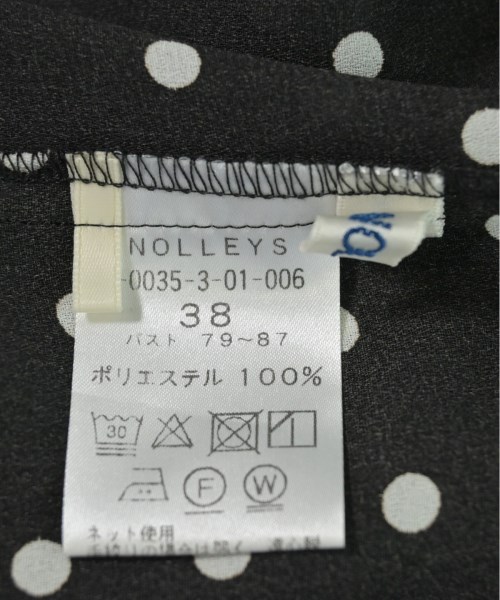 NOLLEYS
-0035-3-01-006
38
バスト 79~87
ポリエステル 100%
30
F W
ネット使用